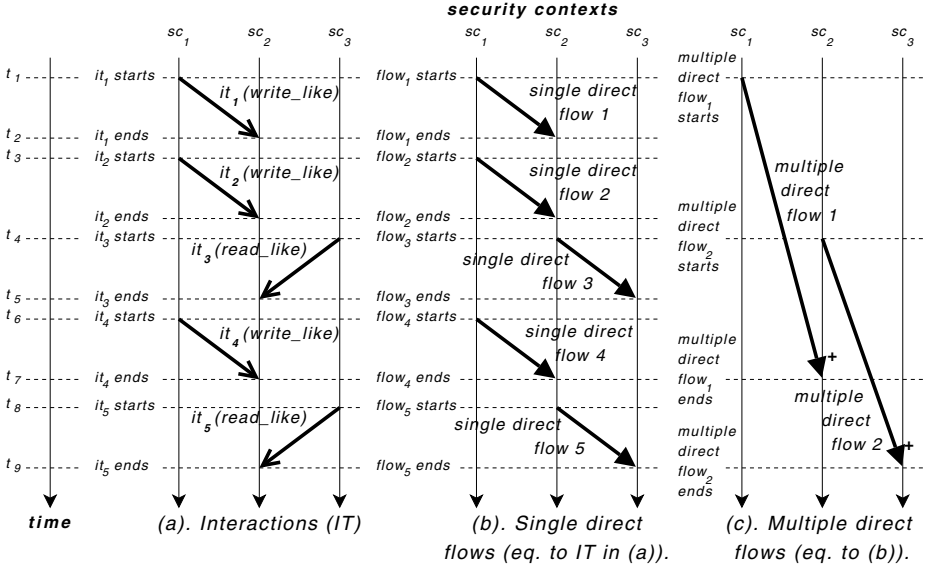 security contexts
sc1 sc2 sc3 sc1 sc2 sc3 sc1 sc2 sc3
t1 it1 starts flow1 starts
it1 (write_like)
single direct
flow 1
t2 it1 ends flow1 ends
t3 it2 starts flow2 starts
it2 (write_like)
single direct
flow 2
it2 ends flow2 ends
t4 it3 starts flow3 starts
it3 (read_like)
single direct
flow 3
t5 it3 ends flow3 ends
t6 it4 starts flow4 starts
it4 (write_like)
single direct
flow 4
t7 it4 ends flow4 ends
t8 it5 starts flow5 starts
it5 (read_like)
single direct
flow 5
t9 it5 ends flow5 ends
multiple
direct
flow1
starts
multiple
direct
flow 1
multiple
direct
flow2
starts
multiple
direct
flow1
ends
+
multiple
direct
flow 2
+
multiple
direct
flow2
ends
time
(a). Interactions (IT)
(b). Single direct
flows (eq. to IT in (a)).
(c). Multiple direct
flows (eq. to (b)).